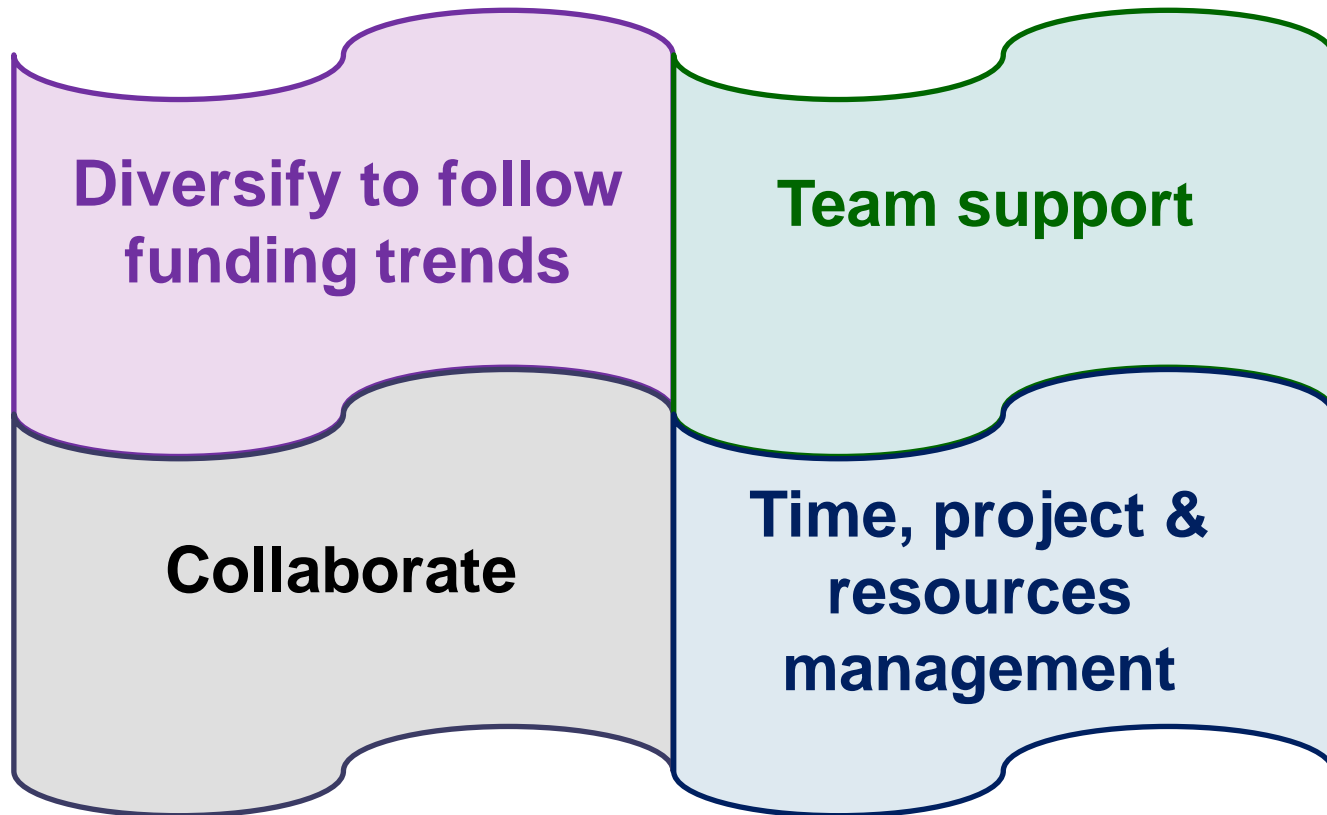 Diversify to follow
funding trends
Team support
Collaborate
Time, project &
resources
management